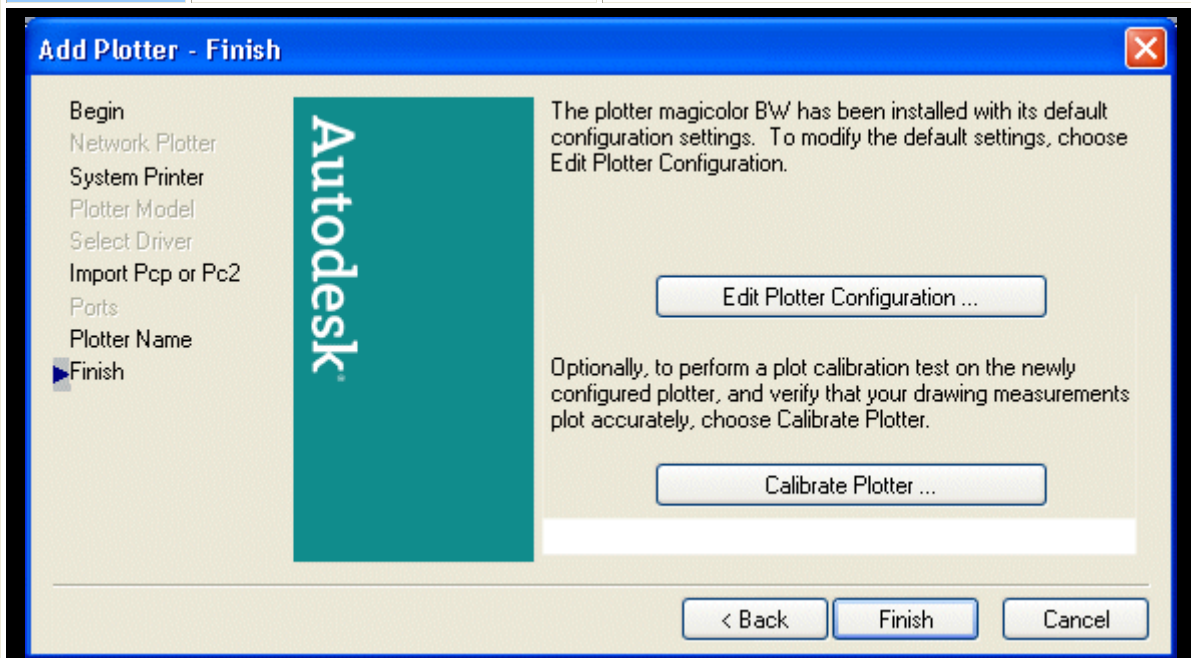 Add Plotter - Finish
Begin
Network Plotter
System Printer
Plotter Model
Select Driver
Import Pcp or Pc2
Ports
Plotter Name
Finish
Autodesk
The plotter magicolor BW has been installed with its default
configuration settings.  To modify the default settings, choose
Edit Plotter Configuration.
Edit Plotter Configuration ...
Optionally, to perform a plot calibration test on the newly
configured plotter, and verify that your drawing measurements
plot accurately, choose Calibrate Plotter.
Calibrate Plotter ...
< Back
Finish
Cancel